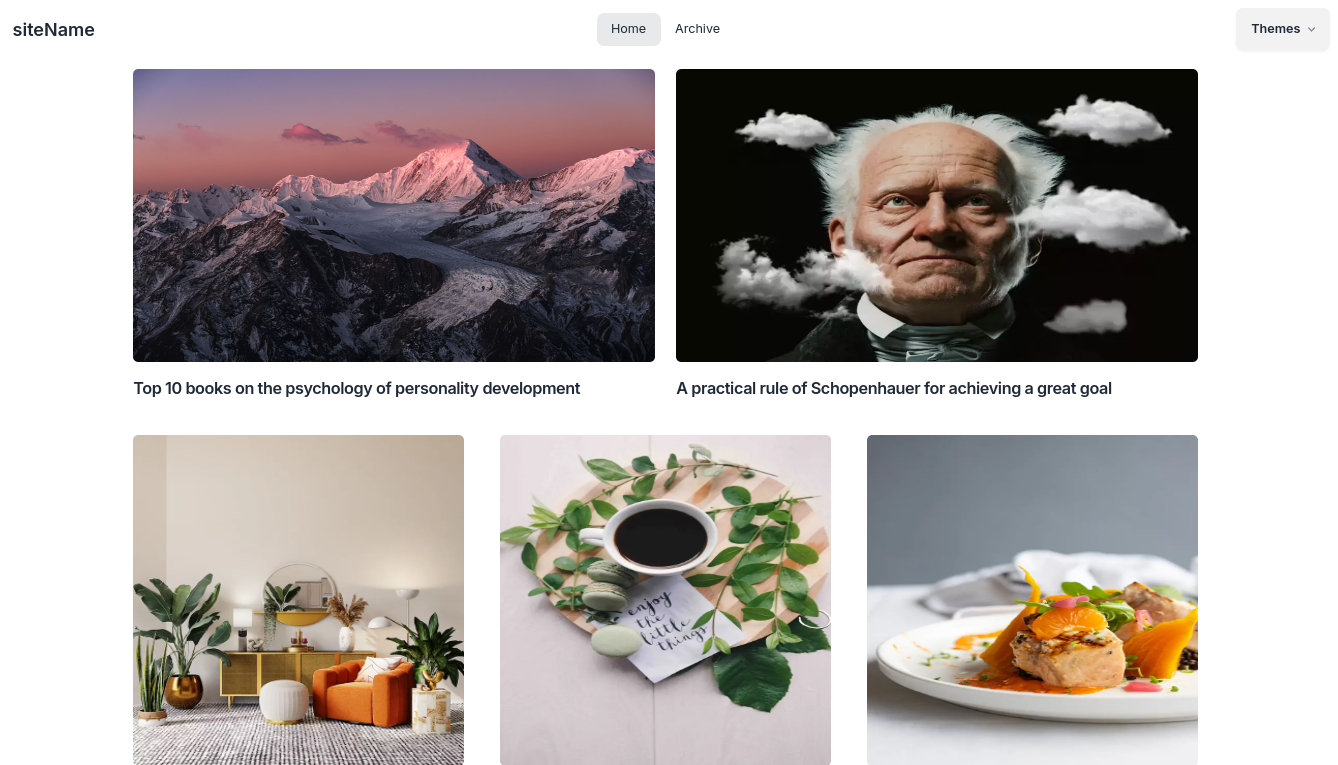 siteName
Home
Archive
Themes
Top 10 books on the psychology of personality development
A practical rule of Schopenhauer for achieving a great goal
enjoy
the
little
things